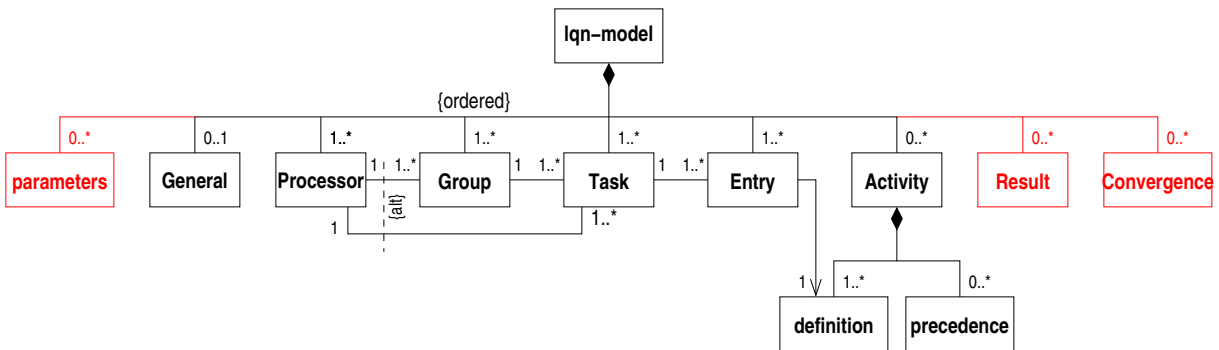 lqn-model
{ordered}
0..* 0..1 1..* 1..* 1..* 1..* 0..* 0..* 0..*
parameters General Processor 1 1..* Group 1 1..* Task 1 1..* Entry Activity Result Convergence
{alt}
1 1..*
1 1..* 0..*
definition precedence